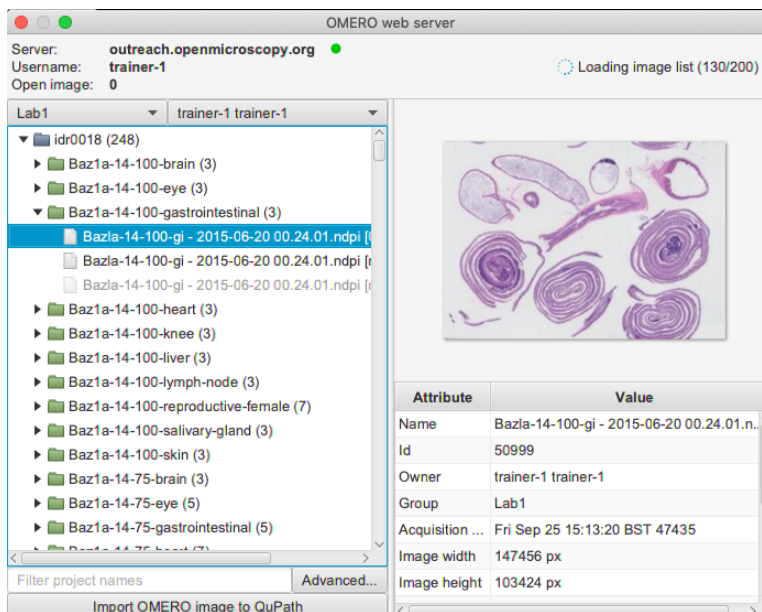 OMERO web server
Server: outreach.openmicroscopy.org
Username: trainer-1
Open image: 0
Loading image list (130/200)
Lab1
trainer-1 trainer-1
idr0018 (248)
Baz1a-14-100-brain (3)
Baz1a-14-100-eye (3)
Baz1a-14-100-gastrointestinal (3)
Bazla-14-100-gi - 2015-06-20 00.24.01.ndpi
Bazla-14-100-gi - 2015-06-20 00.24.01.ndpi
Bazla-14-100-gi - 2015-06-20 00.24.01.ndpi
Baz1a-14-100-heart (3)
Baz1a-14-100-knee (3)
Baz1a-14-100-liver (3)
Baz1a-14-100-lymph-node (3)
Baz1a-14-100-reproductive-female (7)
Baz1a-14-100-salivary-gland (3)
Baz1a-14-100-skin (3)
Baz1a-14-75-brain (3)
Baz1a-14-75-eye (5)
Baz1a-14-75-gastrointestinal (5)
Filter project names
Advanced...
Import OMERO image to QuPath
Attribute Value
Name Bazla-14-100-gi - 2015-06-20 00.24.01.n...
Id 50999
Owner trainer-1 trainer-1
Group Lab1
Acquisition ... Fri Sep 25 15:13:20 BST 47435
Image width 147456 px
Image height 103424 px